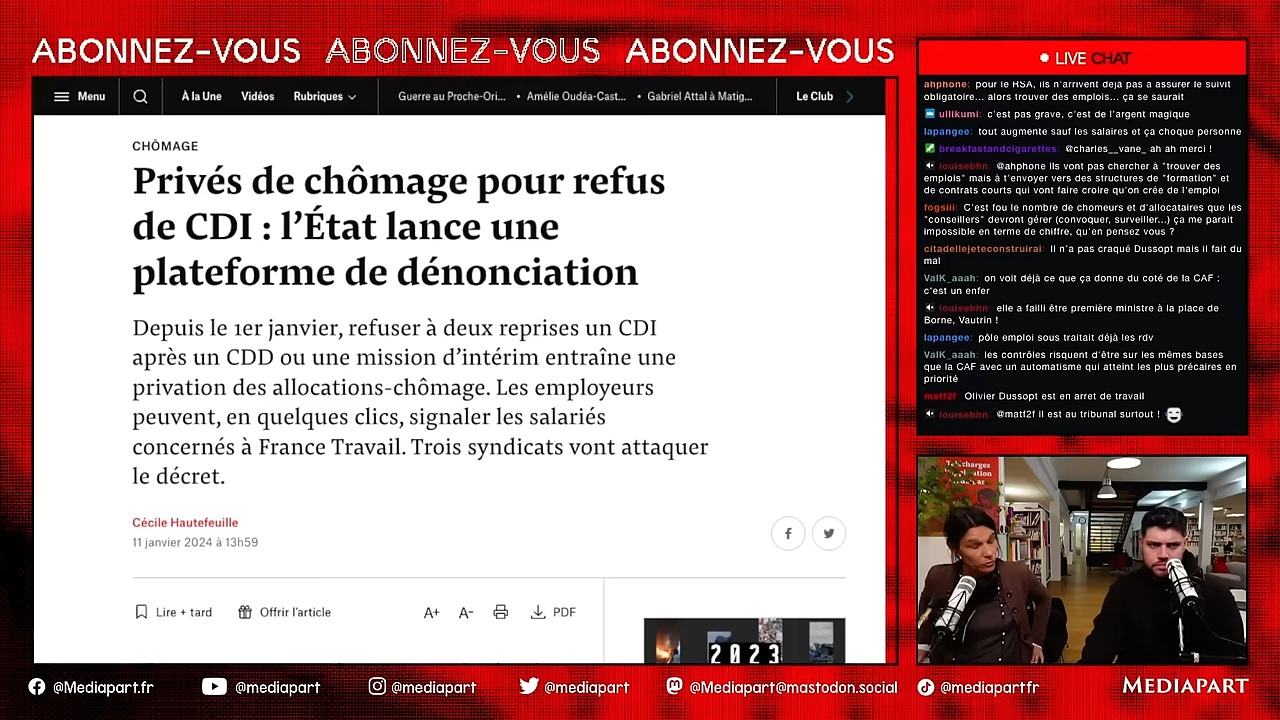 ABONNEZ-VOUS ABONNEZ-VOUS ABONNEZ-VOUS
Menu À la Une Vidéos Rubriques Guerre au Proche-Ori... • Amélie Oudéa-Cast... • Gabriel Attal à Matig... Le Club
CHÔMAGE
Privés de chômage pour refus
de CDI : l'État lance une
plateforme de dénonciation
Depuis le 1er janvier, refuser à deux reprises un CDI
après un CDD ou une mission d'intérim entraîne une
privation des allocations-chômage. Les employeurs
peuvent, en quelques clics, signaler les salariés
concernés à France Travail. Trois syndicats vont attaquer
le décret.
Cécile Hautefeuille
11 janvier 2024 à 13h59
Lire + tard Offrir l'article A+ A- PDF
2023
LIVE CHAT
ahphone: pour le RSA, ils n'arrivent déjà pas à assurer le suivit
obligatoire... alors trouver des emplois... ça se saurait
ullikumi: c'est pas grave, c'est de l'argent magique
lapangee: tout augmente sauf les salaires et ça choque personne
breakfastandcigarettes: @charles__vane_ ah ah merci !
louisebhn: @ahphone Ils vont pas chercher à "trouver des
emplois" mais à t'envoyer vers des structures de "formation" et
de contrats courts qui vont faire croire qu'on crée de l'emploi
fogsiii: C'est fou le nombre de chomeurs et d'allocataires que les
"conseillers" devront gérer (convoquer, surveiller...) ça me parait
impossible en terme de chiffre, qu'en pensez vous ?
citadellejeteconstruirai: Il n'a pas craqué Dussopt mais il fait du
mal
ValK_aaah: on voit déjà ce que ça donne du coté de la CAF :
c'est un enfer
louisebhn: elle a failli être première ministre à la place de
Borne, Vautrin !
lapangee: pôle emploi sous traitait déjà les rdv
ValK_aaah: les contrôles risquent d'être sur les mêmes bases
que la CAF avec un automatisme qui atteint les plus précaires en
priorité
matf2f: Olivier Dussopt est en arret de travail
louisebhn: @matf2f il est au tribunal surtout !
@Mediapart.fr @mediapart @mediapart @mediapart @Mediapart@mastodon.social @mediapartfr MEDIAPART